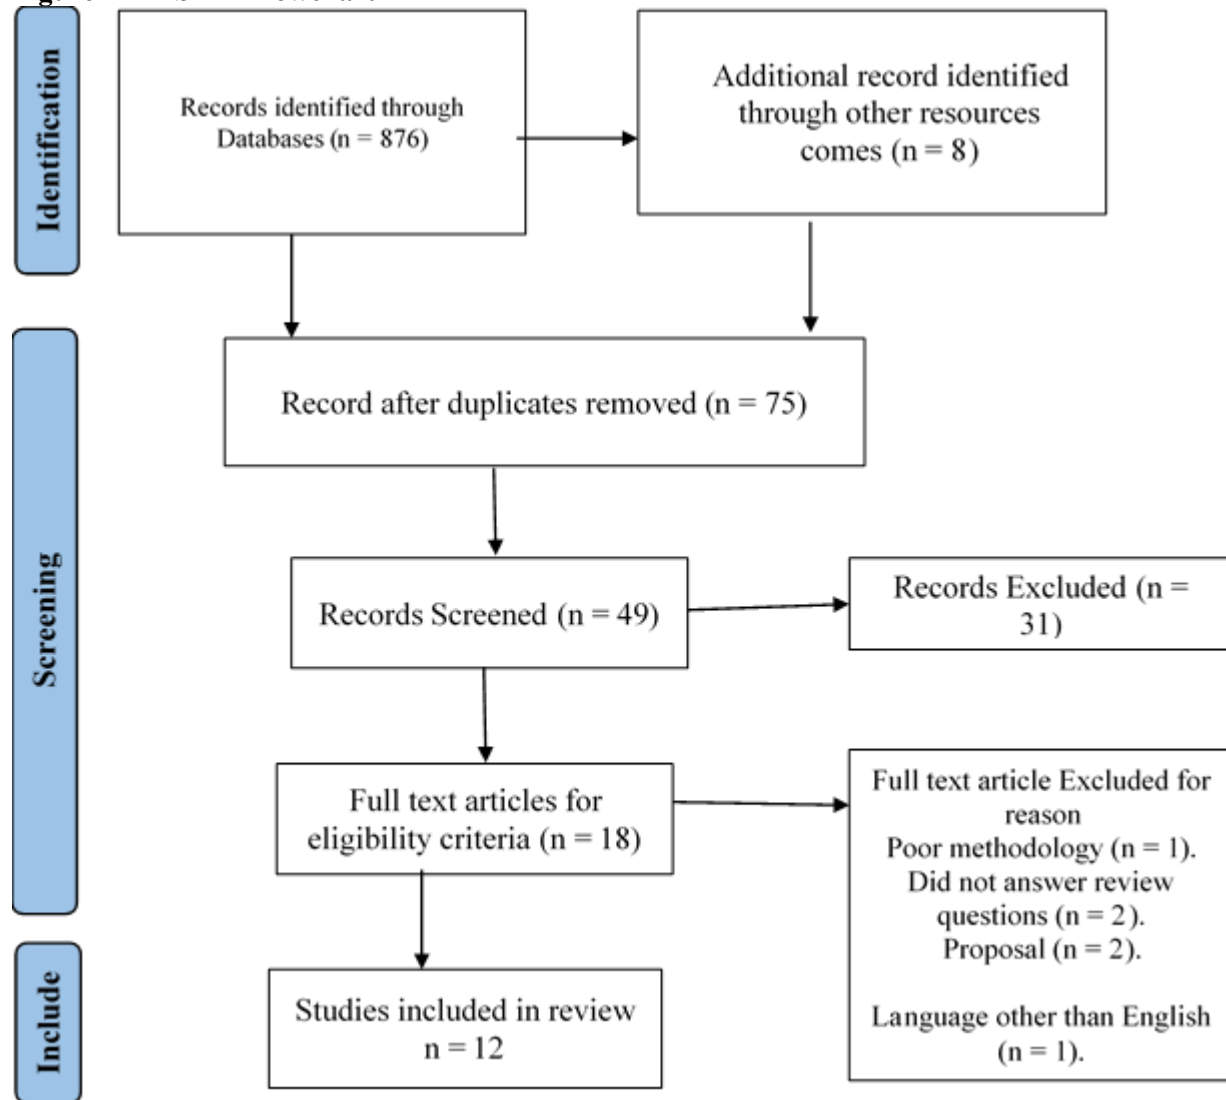 Identification
Records identified through
Databases (n = 876)
Additional record identified
through other resources
comes (n = 8)
Screening
Record after duplicates removed (n = 75)
Records Screened (n = 49)
Records Excluded (n =
31)
Full text articles for
eligibility criteria (n = 18)
Full text article Excluded for
reason
Poor methodology (n = 1).
Did not answer review
questions (n = 2).
Proposal (n = 2).
Language other than English
(n = 1).
Include
Studies included in review
n = 12